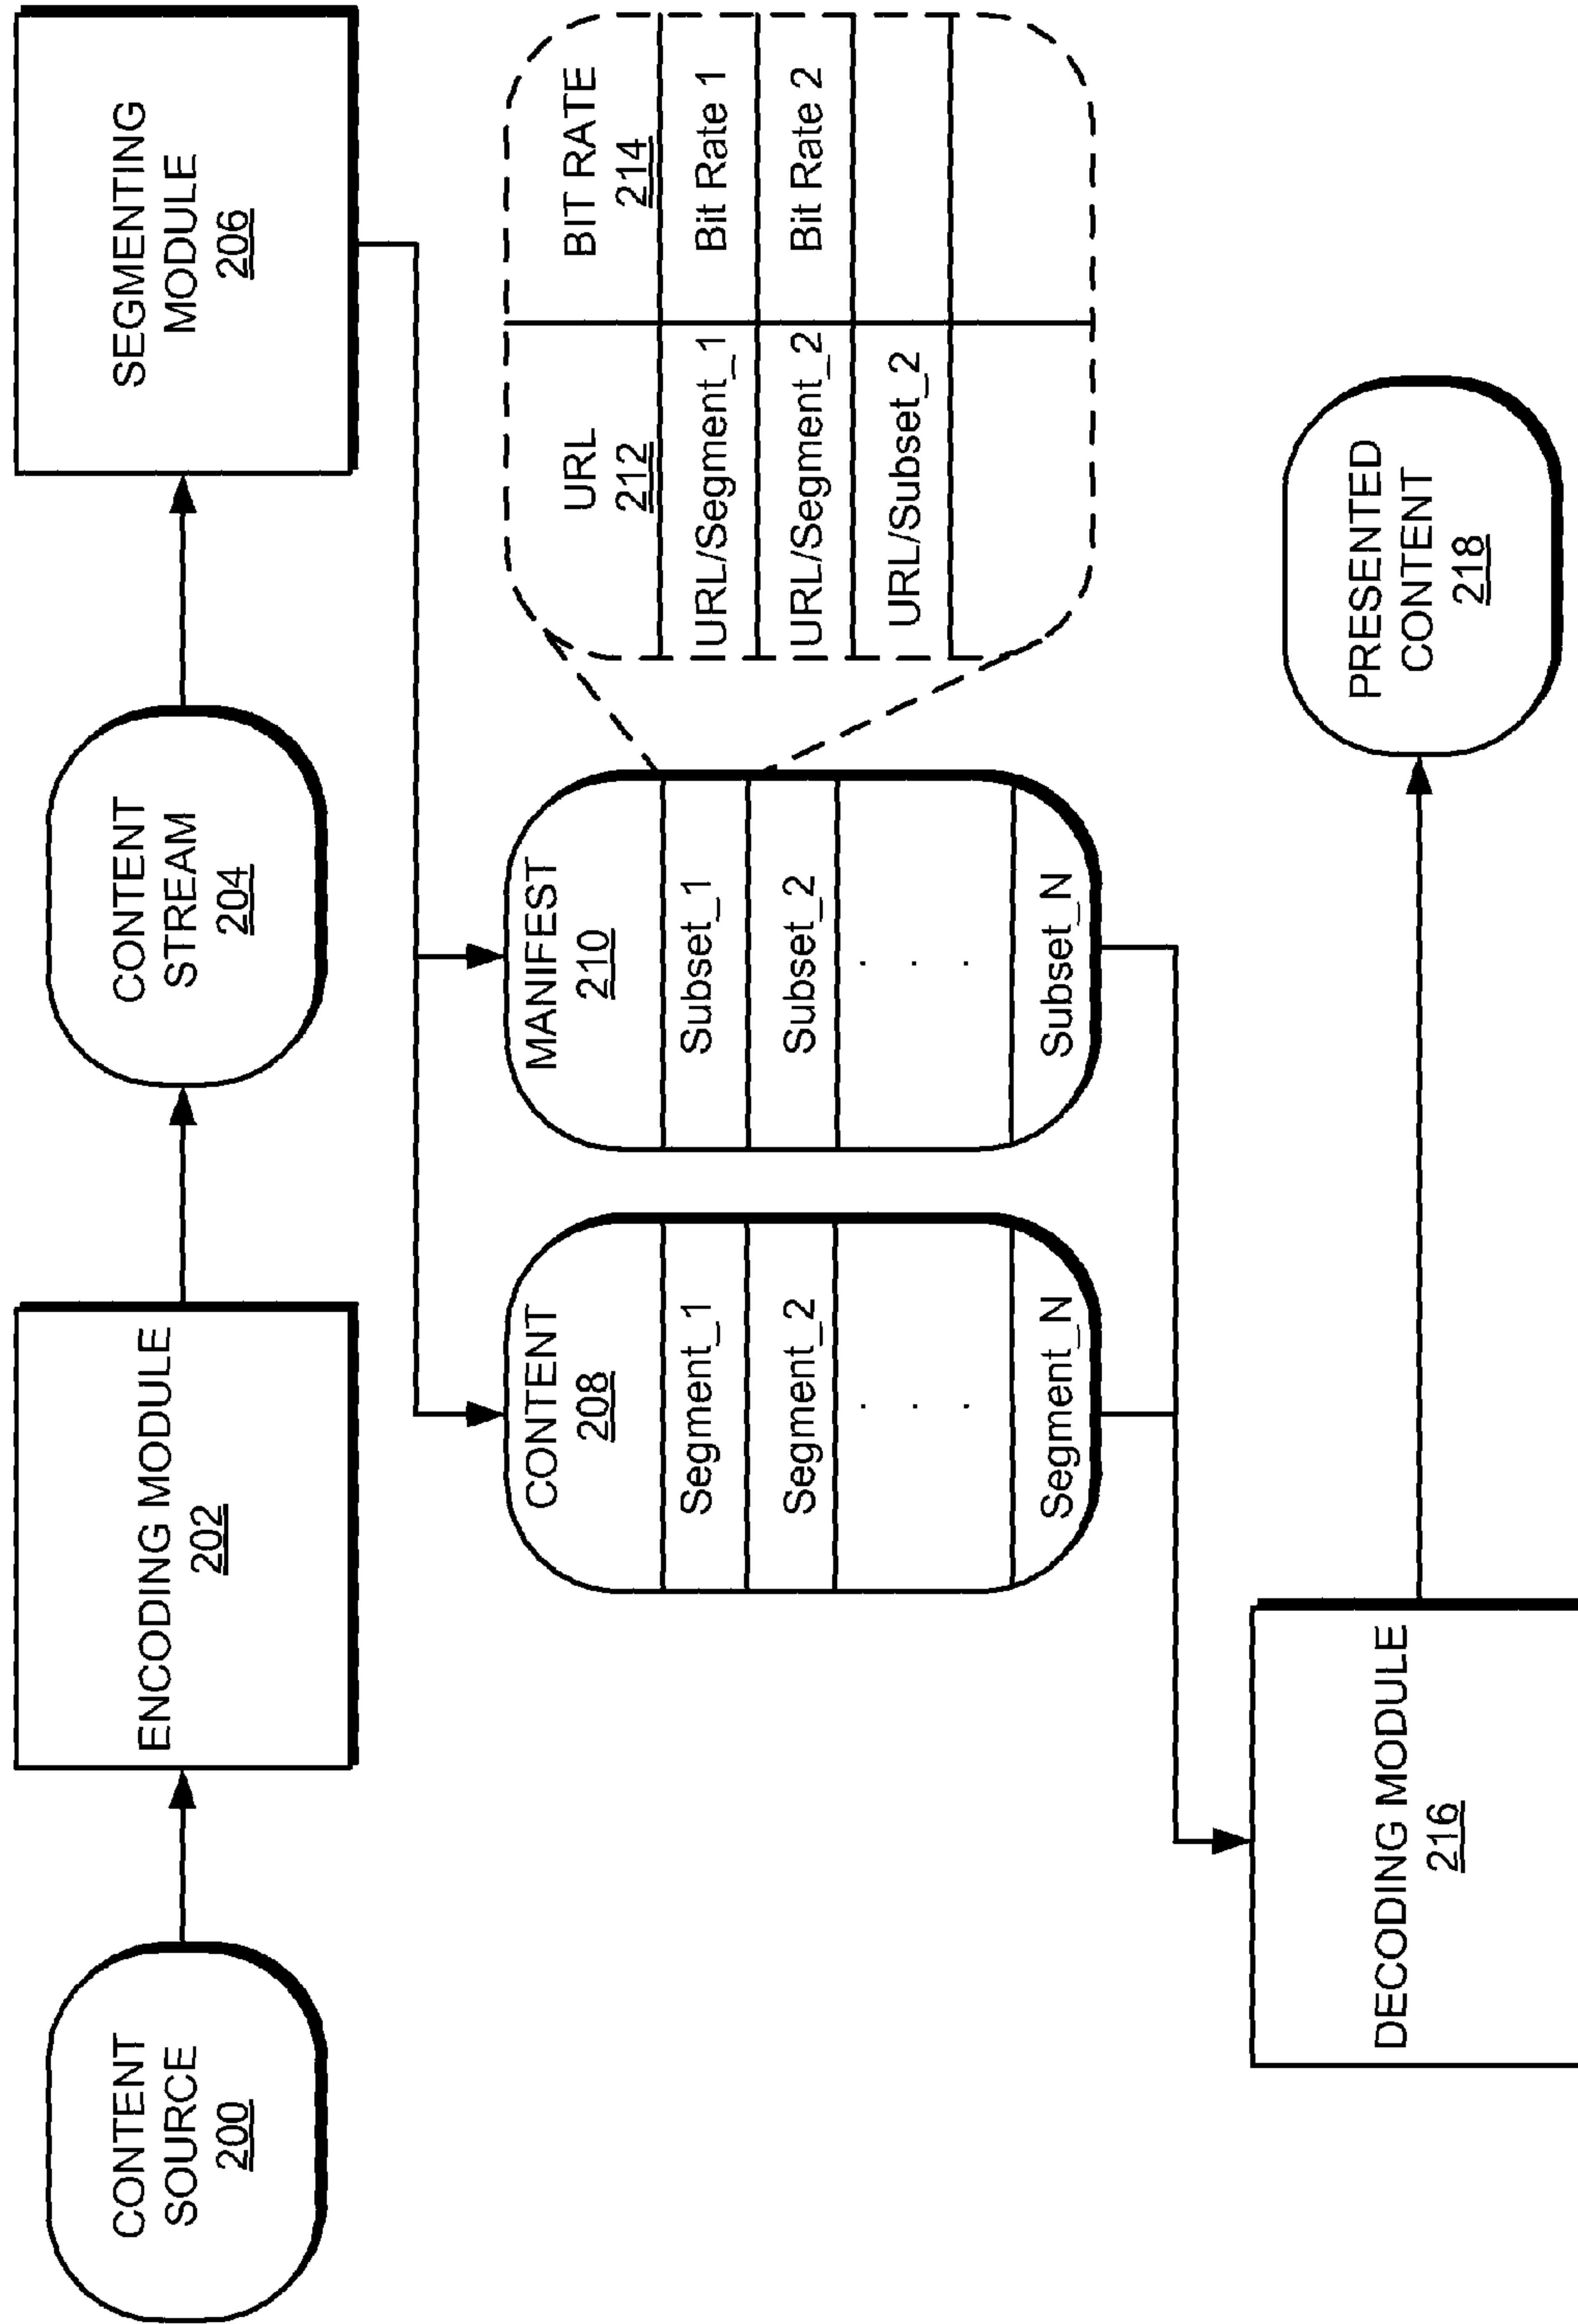 CONTENT
SOURCE
200
ENCODING MODULE
202
CONTENT
STREAM
204
SEGMENTING
MODULE
206
CONTENT
208
Segment_1
Segment_2
. . .
Segment_N
MANIFEST
210
Subset_1
Subset_2
. . .
Subset_N
URL
212
BIT RATE
214
URL/Segment_1
Bit Rate 1
URL/Segment_2
Bit Rate 2
URL/Subset_2
DECODING MODULE
216
PRESENTED
CONTENT
218